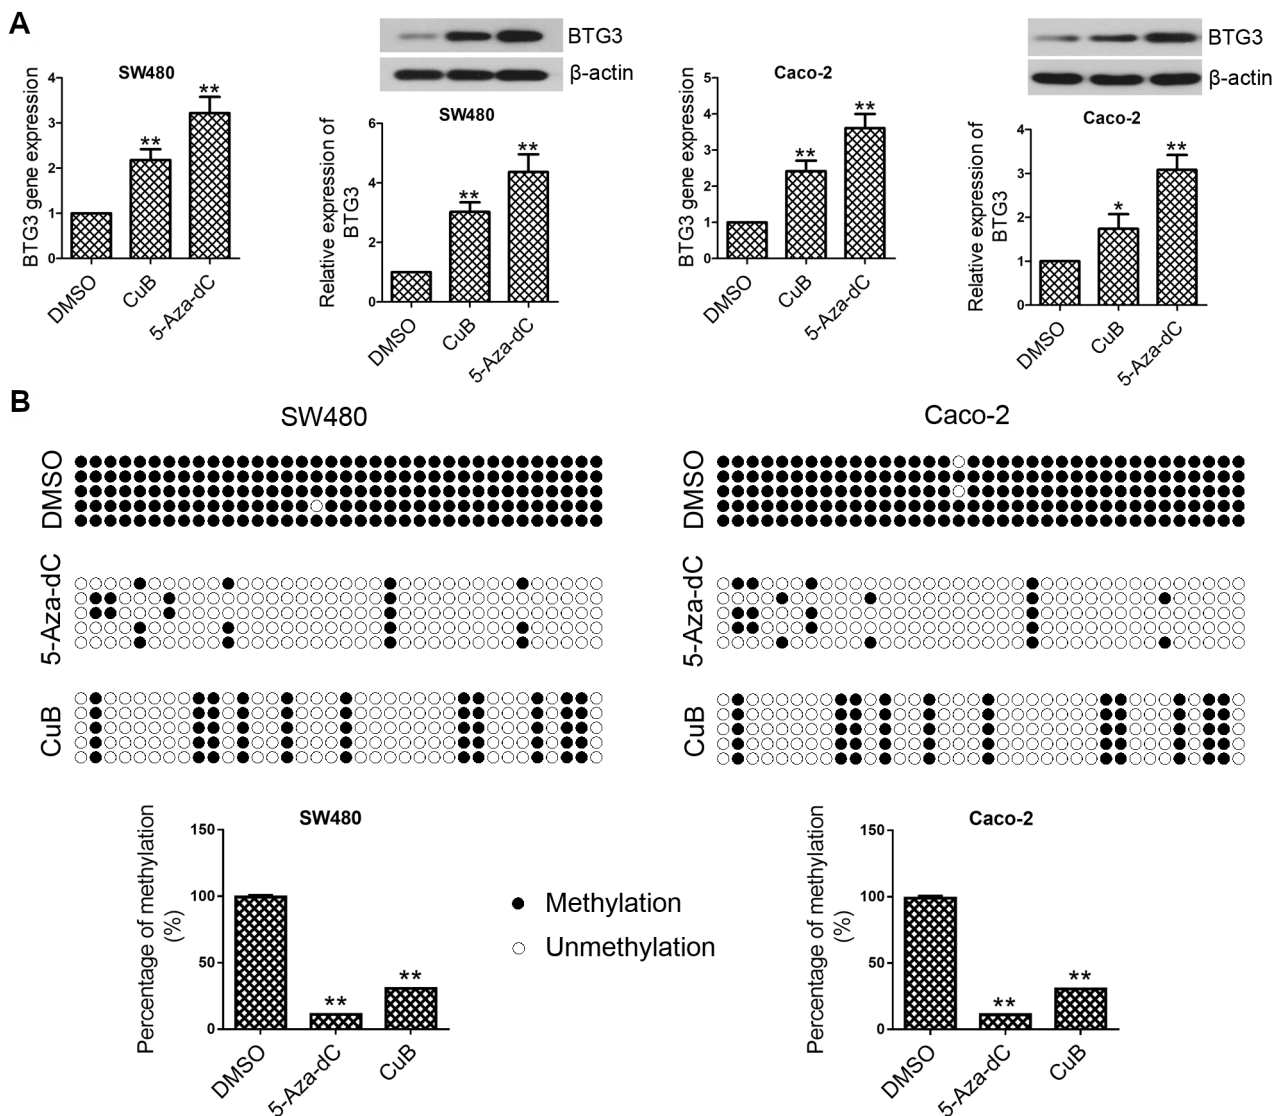 A
BTG3
β-actin
SW480
BTG3 gene expression
4
3
2
1
0
**
**
DMSO
CuB
5-Aza-dC
SW480
Relative expression of
BTG3
6
4
2
0
**
**
DMSO
CuB
5-Aza-dC
Caco-2
BTG3 gene expression
5
4
3
2
1
0
**
**
DMSO
CuB
5-Aza-dC
BTG3
β-actin
Caco-2
Relative expression of
BTG3
4
3
2
1
0
*
**
DMSO
CuB
5-Aza-dC
B
SW480
DMSO
5-Aza-dC
CuB
Caco-2
DMSO
5-Aza-dC
CuB
SW480
Percentage of methylation
(%)
150
100
50
0
**
**
DMSO
5-Aza-dC
CuB
Methylation
Unmethylation
Caco-2
Percentage of methylation
(%)
150
100
50
0
**
**
DMSO
5-Aza-dC
CuB